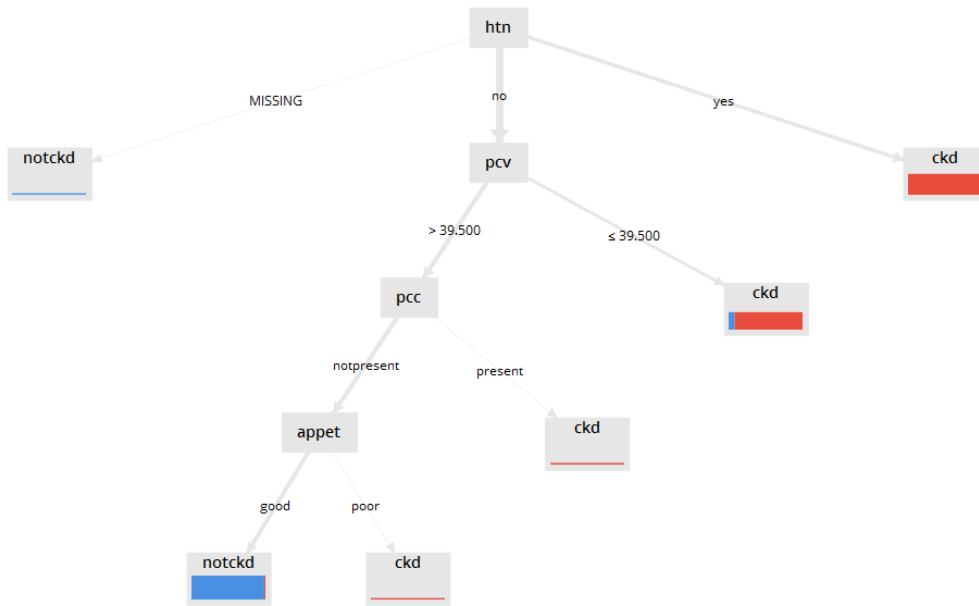 htn
MISSING
no
yes
notckd
pcv
ckd
> 39.500
≤ 39.500
pcc
ckd
notpresent
present
appet
ckd
good
poor
notckd
ckd